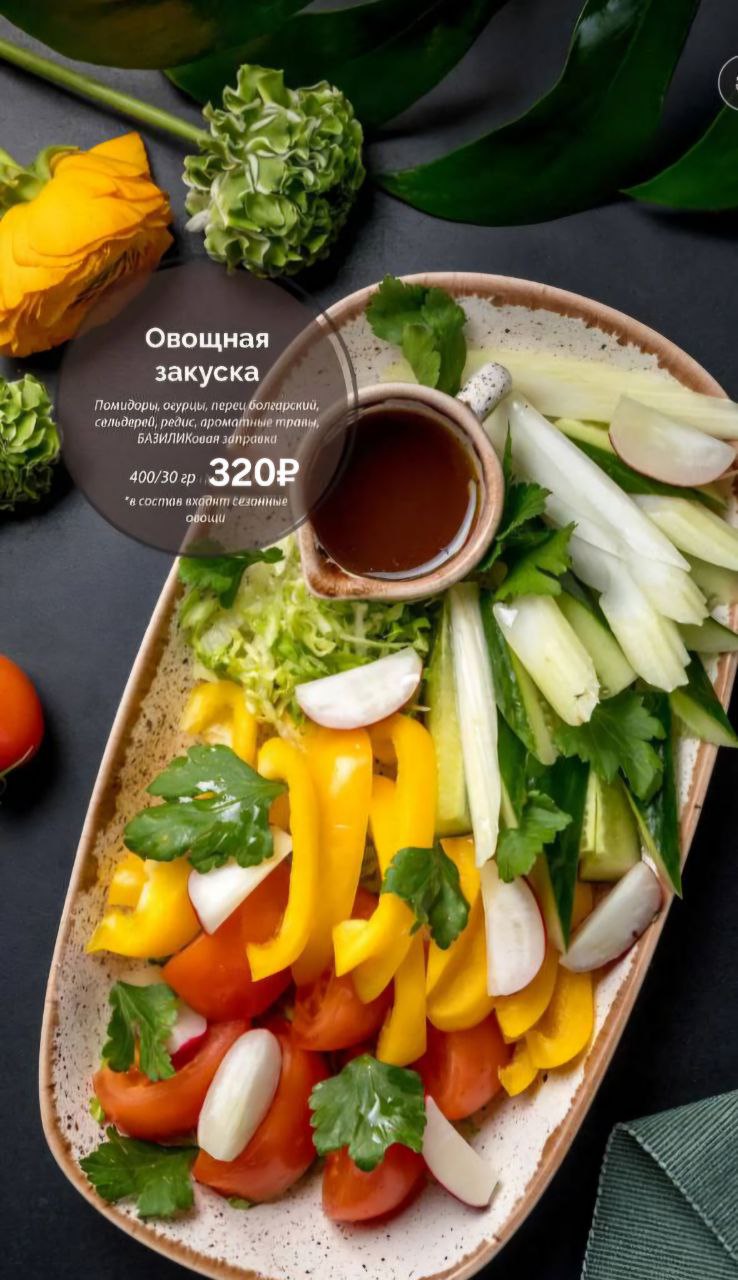 Овощная
закуска
Помидоры, огурцы, перец болгарский,
сельдерей, редис, ароматные травы,
БАЗИЛИКовая заправка
400/30 гр 320₽
*в состав входят сезонные
овощи